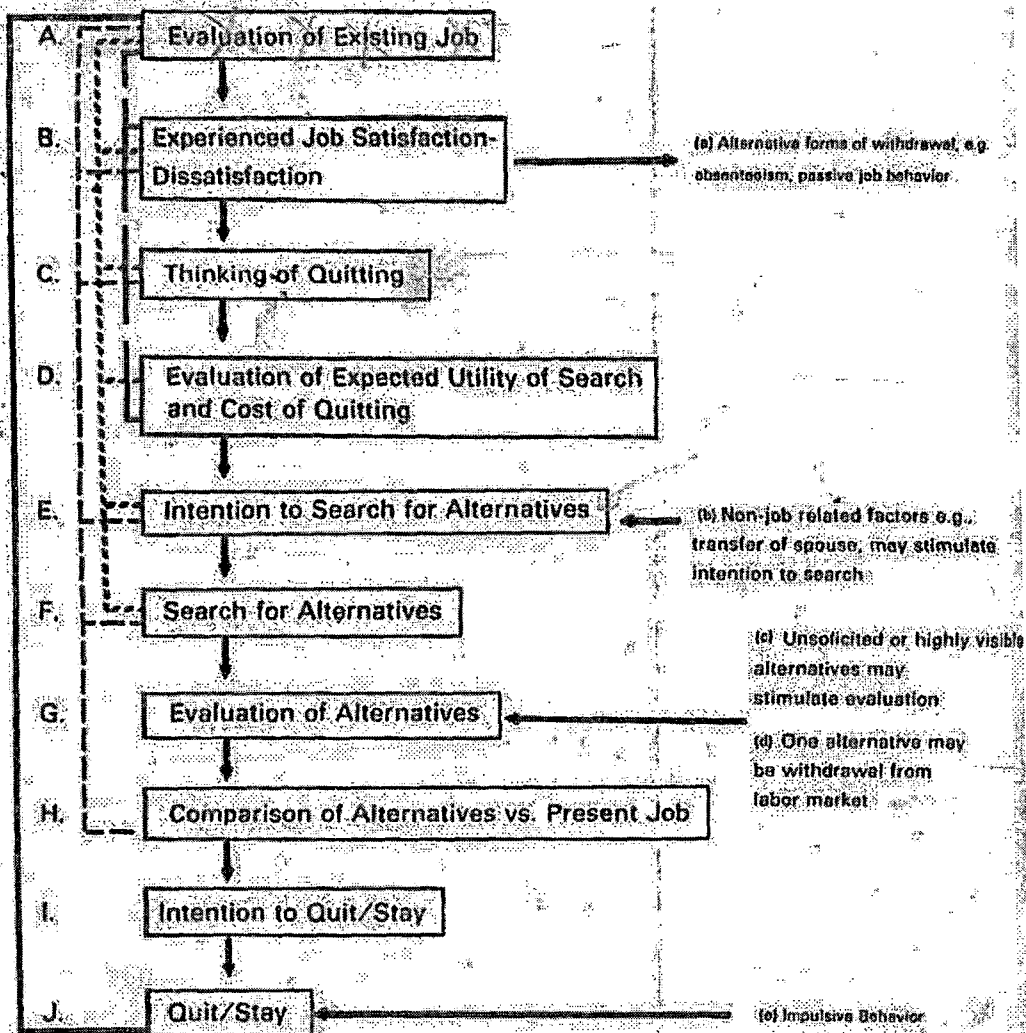 A. Evaluation of Existing Job
B. Experienced Job Satisfaction-
Dissatisfaction
(a) Alternative forms of withdrawal, e.g.
absenteeism, passive job behavior
C. Thinking of Quitting
D. Evaluation of Expected Utility of Search
and Cost of Quitting
E. Intention to Search for Alternatives
(b) Non-job related factors e.g.,
transfer of spouse, may stimulate
intention to search
F. Search for Alternatives
(c) Unsolicited or highly visible
alternatives may
stimulate evaluation
G. Evaluation of Alternatives
(d) One alternative may
be withdrawal from
labor market
H. Comparison of Alternatives vs. Present Job
I. Intention to Quit/Stay
J. Quit/Stay
(e) Impulsive Behavior